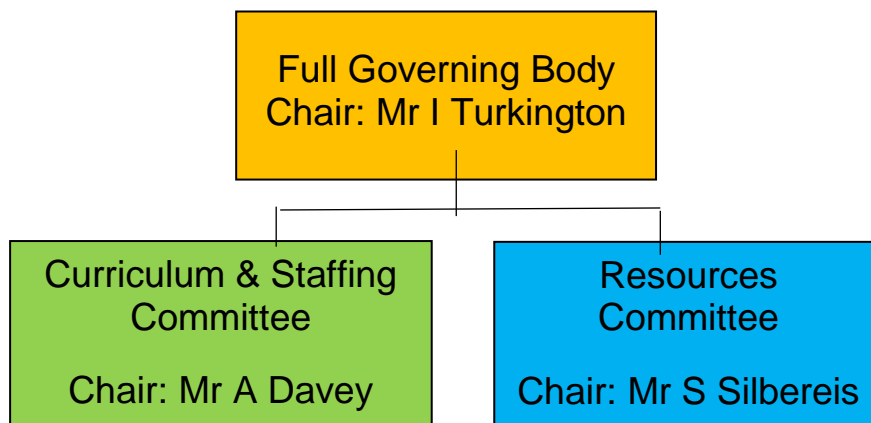 Full Governing Body
Chair: Mr I Turkington
Curriculum & Staffing
Committee
Chair: Mr A Davey
Resources
Committee
Chair: Mr S Silbereis